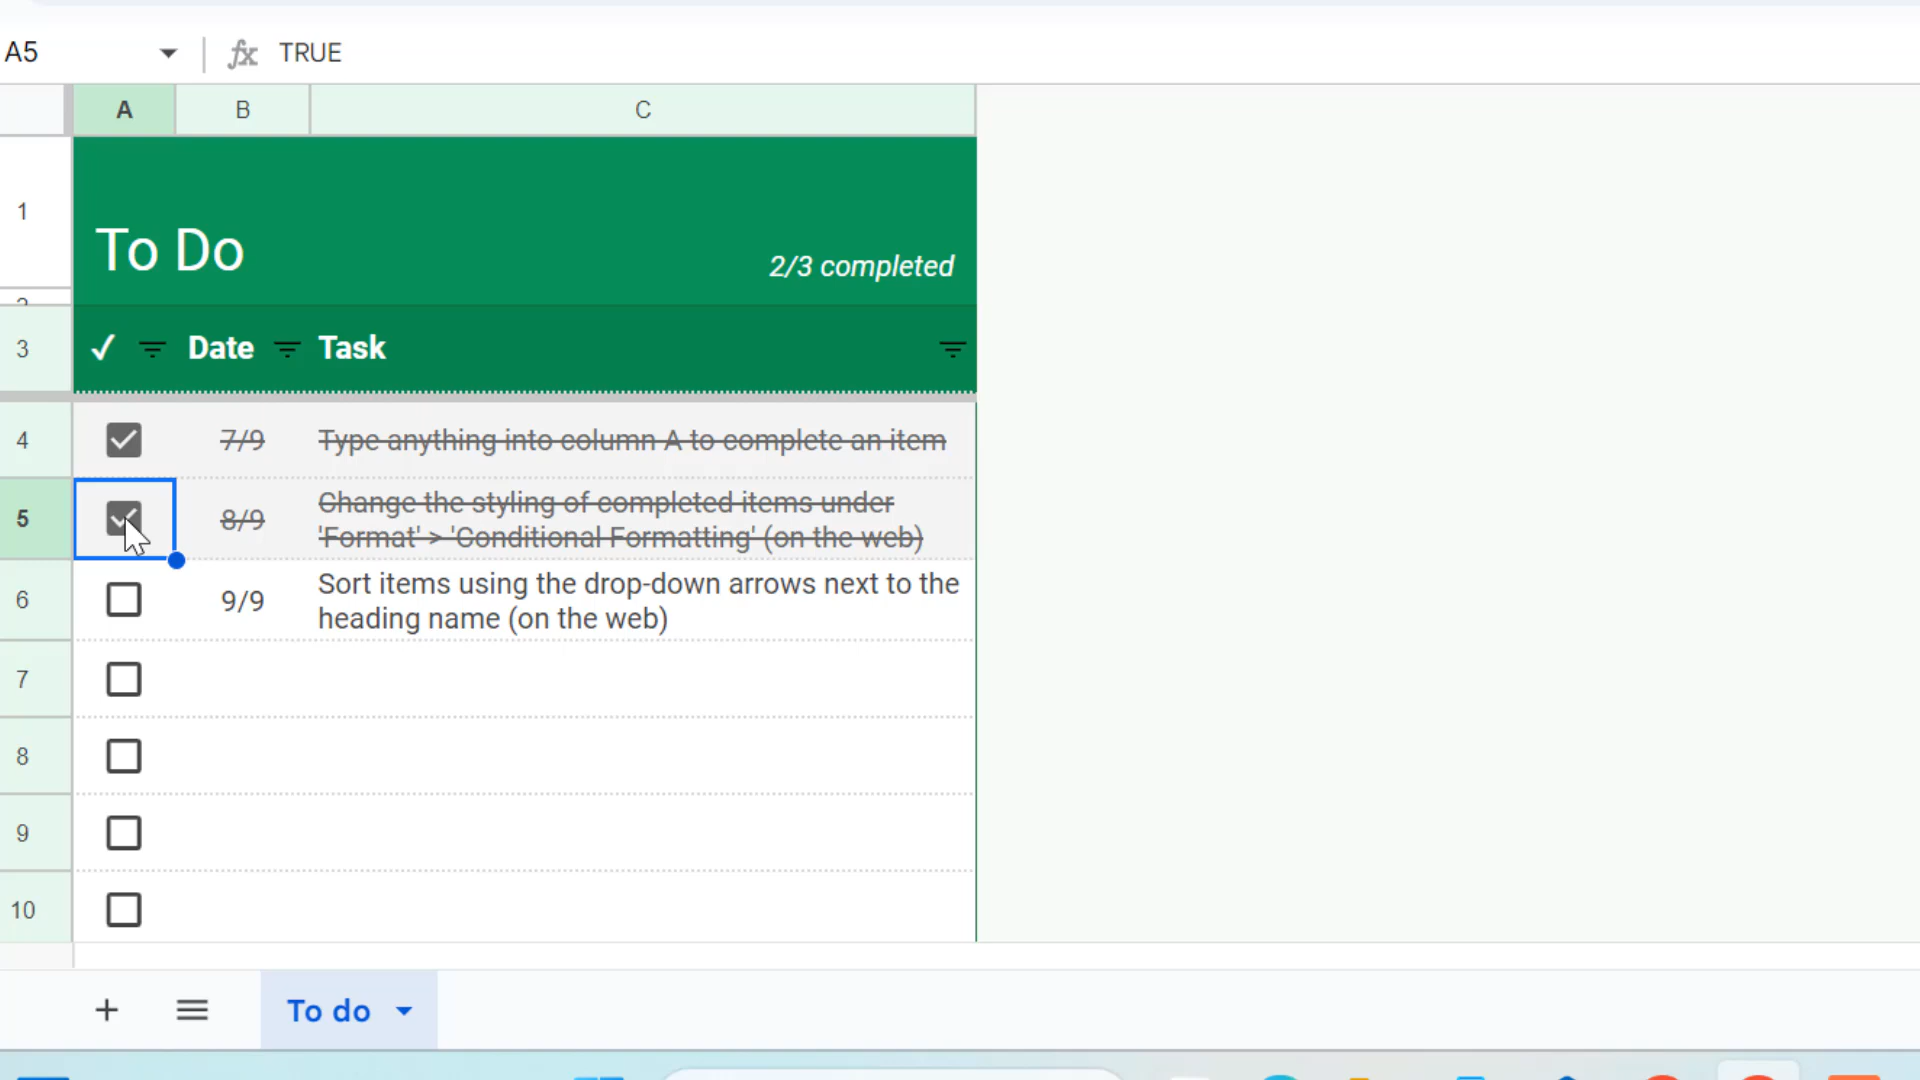 A5 fx TRUE
A B C
1 To Do 2/3 completed
2
3 ✓ Date Task
4 7/9 Type anything into column A to complete an item
5 8/9 Change the styling of completed items under
'Format' > 'Conditional Formatting' (on the web)
6 9/9 Sort items using the drop-down arrows next to the
heading name (on the web)
7
8
9
10
To do